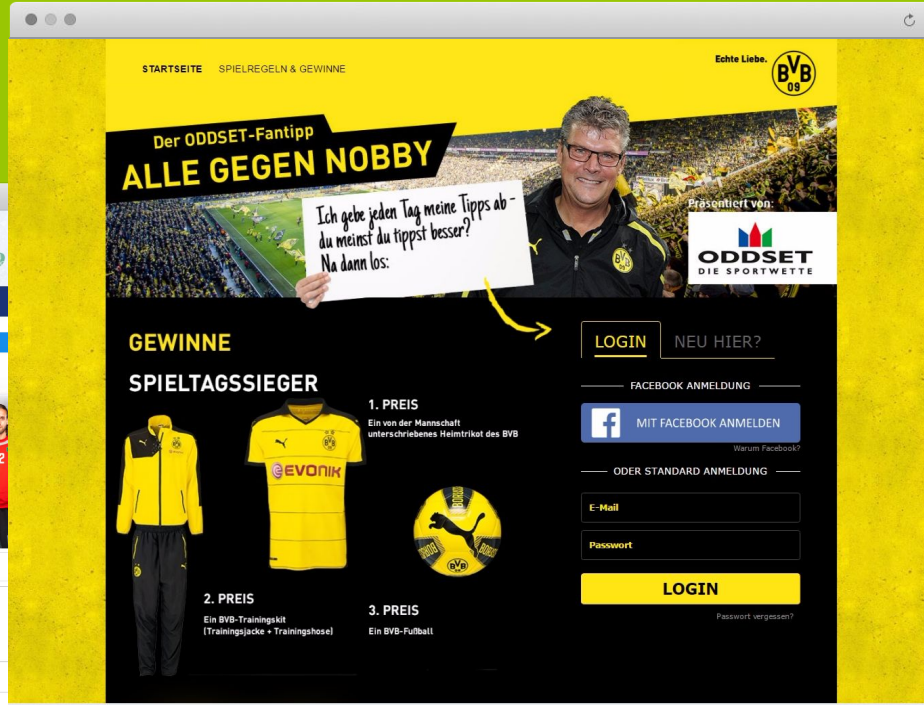 STARTSEITE SPIELREGELN & GEWINNE
Echte Liebe.
BVB
09
Der ODDSET-Fantipp
ALLE GEGEN NOBBY
Ich gebe jeden Tag meine Tipps ab -
du meinst du tippst besser?
Na dann los:
Präsentiert von:
ODDSET
DIE SPORTWETTE
GEWINNE
SPIELTAGSSIEGER
1. PREIS
Ein von der Mannschaft
unterschriebenes Heimtrikot des BVB
EVONIK
BVB
2. PREIS
Ein BVB-Trainingskit
(Trainingsjacke + Trainingshose)
3. PREIS
Ein BVB-Fußball
LOGIN NEU HIER?
FACEBOOK ANMELDUNG
f MIT FACEBOOK ANMELDEN
Warum Facebook?
ODER STANDARD ANMELDUNG
E-Mail
Passwort
LOGIN
Passwort vergessen?